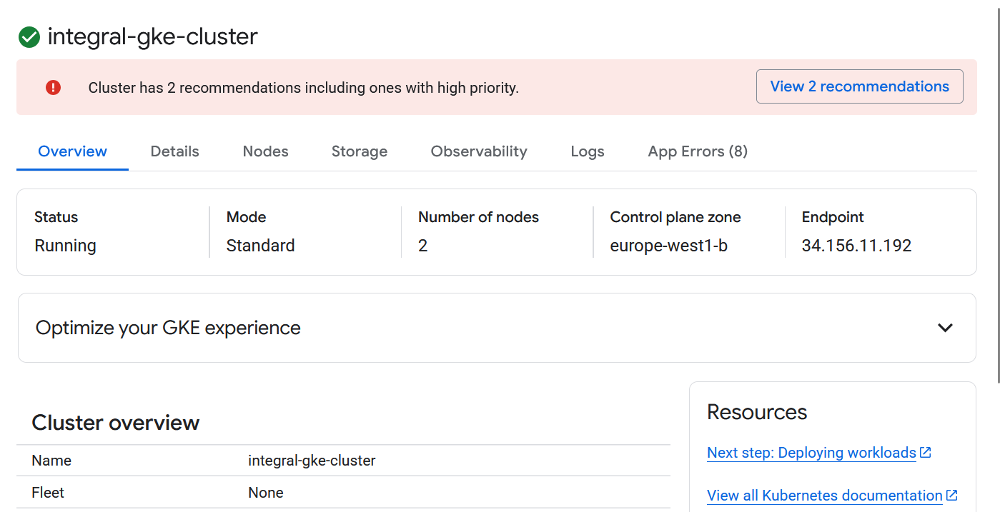 integral-gke-cluster
Cluster has 2 recommendations including ones with high priority.
View 2 recommendations
Overview Details Nodes Storage Observability Logs App Errors (8)
Status Mode Number of nodes Control plane zone Endpoint
Running Standard 2 europe-west1-b 34.156.11.192
Optimize your GKE experience
Cluster overview
Name integral-gke-cluster
Fleet None
Resources
Next step: Deploying workloads
View all Kubernetes documentation